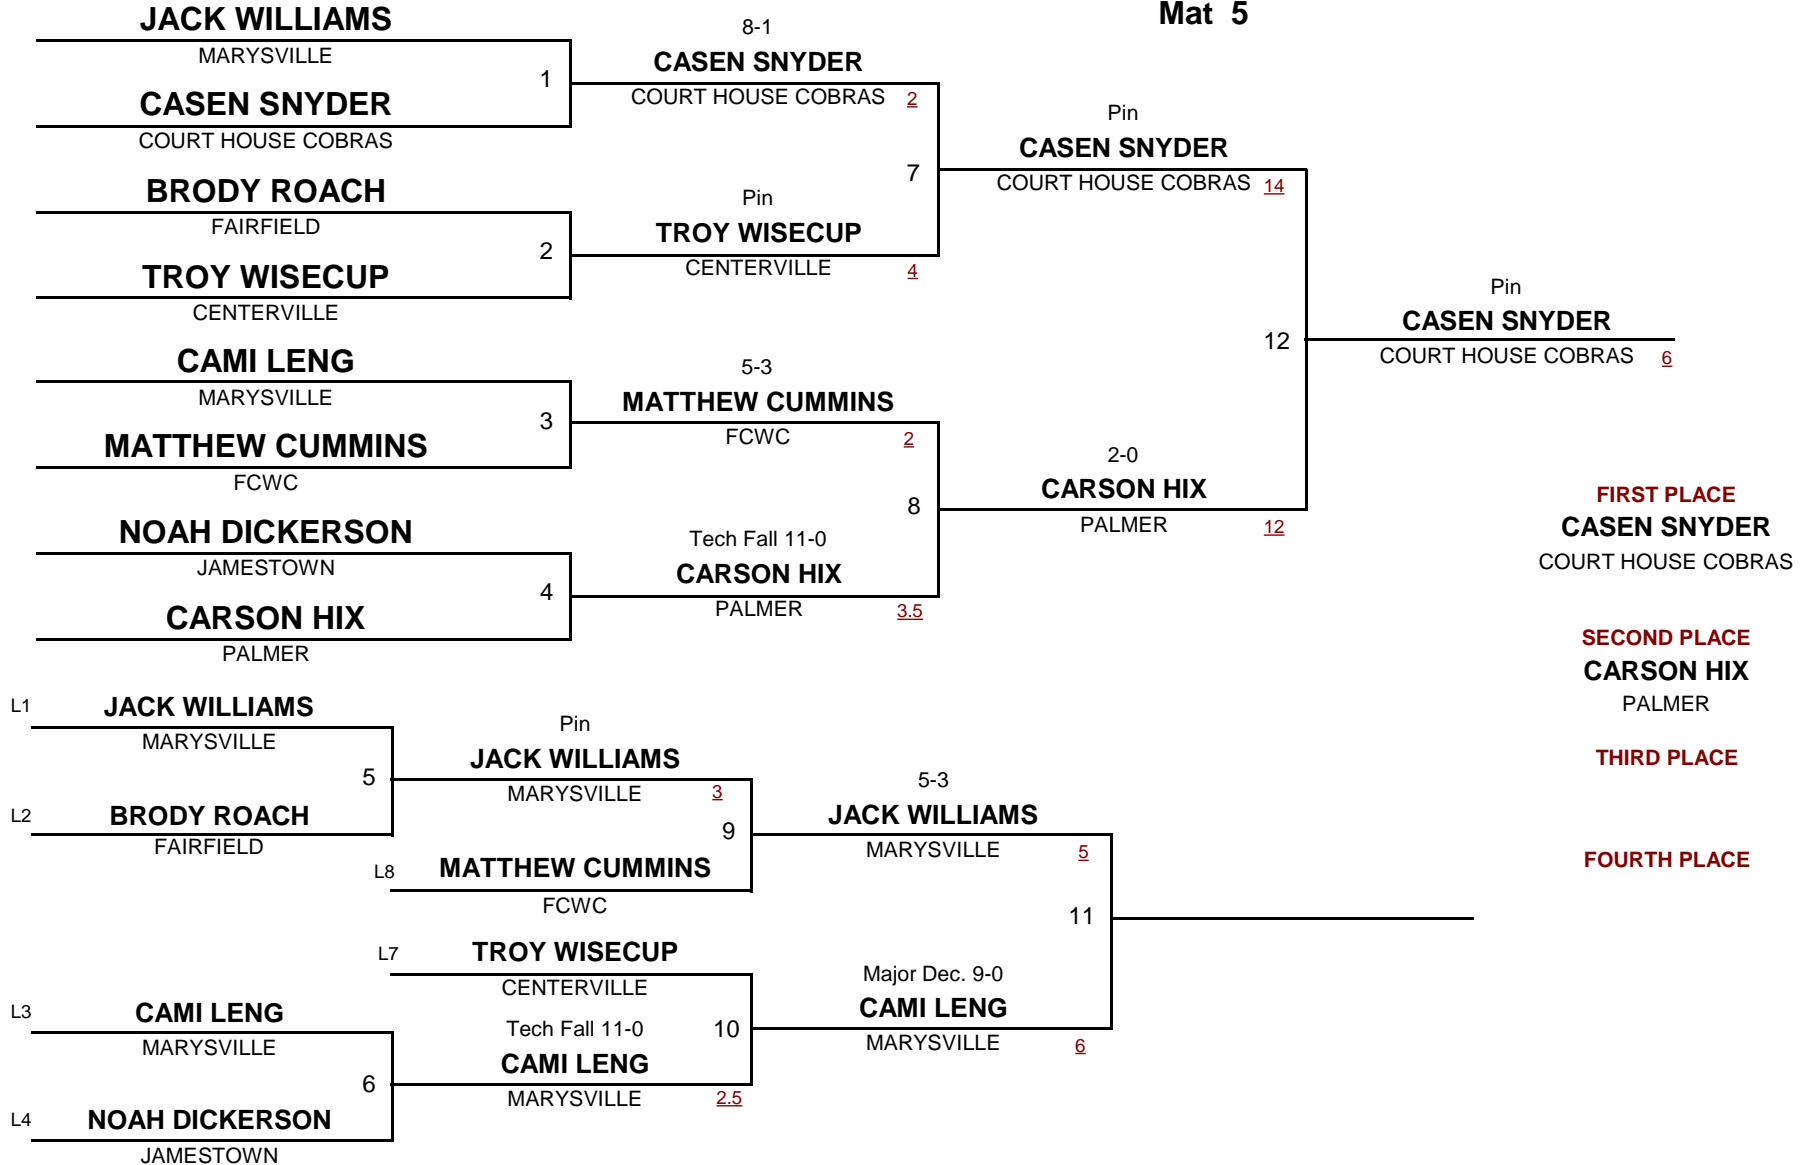 Mat 5
JACK WILLIAMS
MARYSVILLE
1
CASEN SNYDER
COURT HOUSE COBRAS
8-1
CASEN SNYDER
COURT HOUSE COBRAS 2
BRODY ROACH
FAIRFIELD
2
TROY WISECUP
CENTERVILLE
Pin
TROY WISECUP
CENTERVILLE 4
7
Pin
CASEN SNYDER
COURT HOUSE COBRAS 14
CAMI LENG
MARYSVILLE
3
MATTHEW CUMMINS
FCWC
5-3
MATTHEW CUMMINS
FCWC 2
NOAH DICKERSON
JAMESTOWN
4
CARSON HIX
PALMER
Tech Fall 11-0
CARSON HIX
PALMER 3.5
8
2-0
CARSON HIX
PALMER 12
12
Pin
CASEN SNYDER
COURT HOUSE COBRAS 6
FIRST PLACE
CASEN SNYDER
COURT HOUSE COBRAS
SECOND PLACE
CARSON HIX
PALMER
THIRD PLACE
FOURTH PLACE
L1 JACK WILLIAMS
MARYSVILLE
5
L2 BRODY ROACH
FAIRFIELD
Pin
JACK WILLIAMS
MARYSVILLE 3
9
L8 MATTHEW CUMMINS
FCWC
5-3
JACK WILLIAMS
MARYSVILLE 5
11
L7 TROY WISECUP
CENTERVILLE
10
L3 CAMI LENG
MARYSVILLE
6
L4 NOAH DICKERSON
JAMESTOWN
Tech Fall 11-0
CAMI LENG
MARYSVILLE 2.5
Major Dec. 9-0
CAMI LENG
MARYSVILLE 6